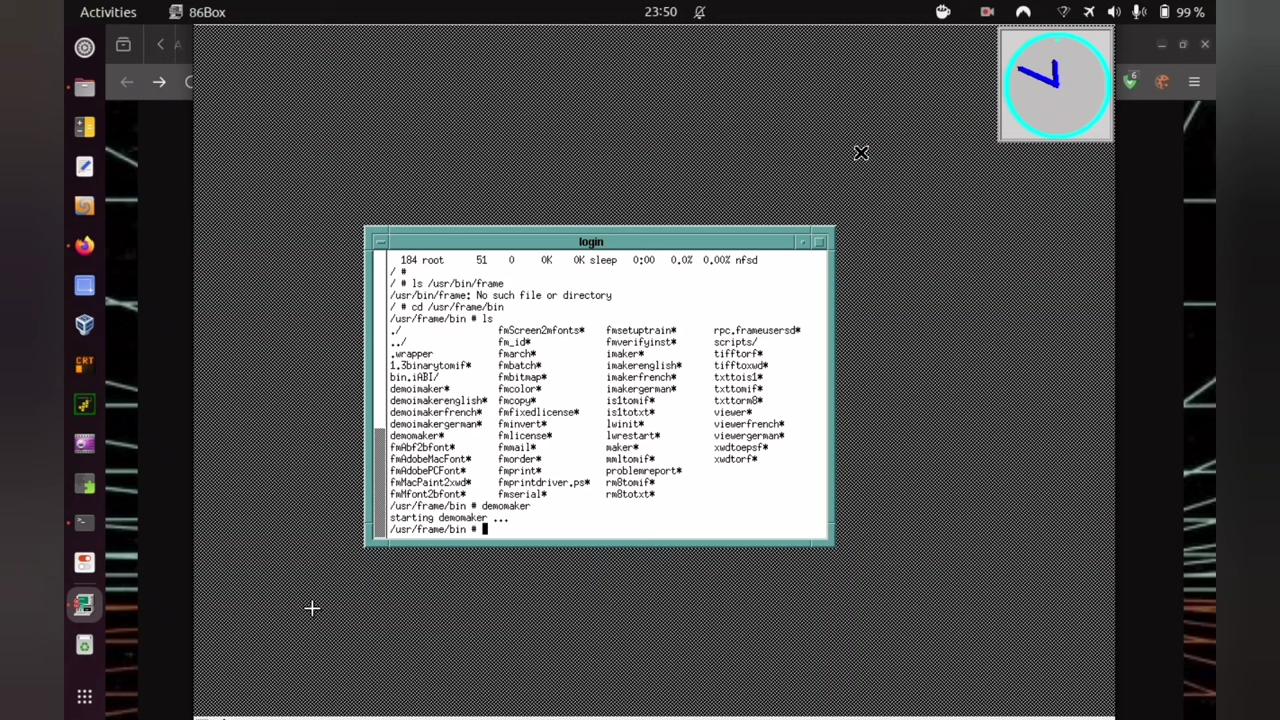 Activities 86Box 23:50 99 %
A
6
CRT
login
184 root 51 0 0K 0K sleep 0:00 0.0% 0.00% nfsd
/ #
/ # ls /usr/bin/frame
/usr/bin/frame: No such file or directory
/ # cd /usr/frame/bin
/usr/frame/bin # ls
./ fmScreen2mfonts* fmsetuptrain* rpc.frameusersd*
../ fm_id* fmverifyinst* scripts/
.wrapper fmarch* imaker* tifftorf*
1.3binarytomif* fmbatch* imakerenglish* tifftoxwd*
bin.iABI/ fmbitmap* imakerfrench* txttois1*
demoimaker* fmcolor* imakergerman* txttomif*
demoimakerenglish* fmcopy* is1tomif* txttorm8*
demoimakerfrench* fmfixedlicense* is1totxt* viewer*
demoimakergerman* fminvert* lwinit* viewerfrench*
demomaker* fmlicense* lwrestart* viewergerman*
fmAbf2bfont* fmmail* maker* xwdtoepsf*
fmAdobeMacFont* fmorder* mmltomif* xwdtorf*
fmAdobePCFont* fmprint* problemreport*
fmMacPaint2xwd* fmprintdriver.ps* rm8tomif*
fmMfont2bfont* fmserial* rm8totxt*
/usr/frame/bin # demomaker
starting demomaker ...
/usr/frame/bin #